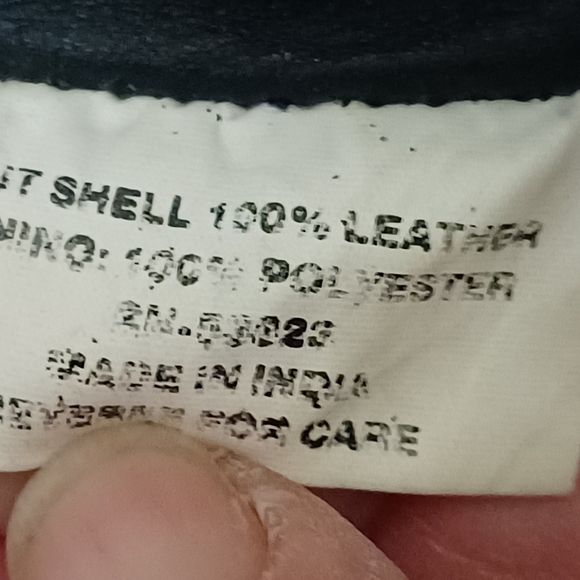 SHELL 100% LEATHER
100% POLYESTER
MADE IN INDIA
FOR CARE